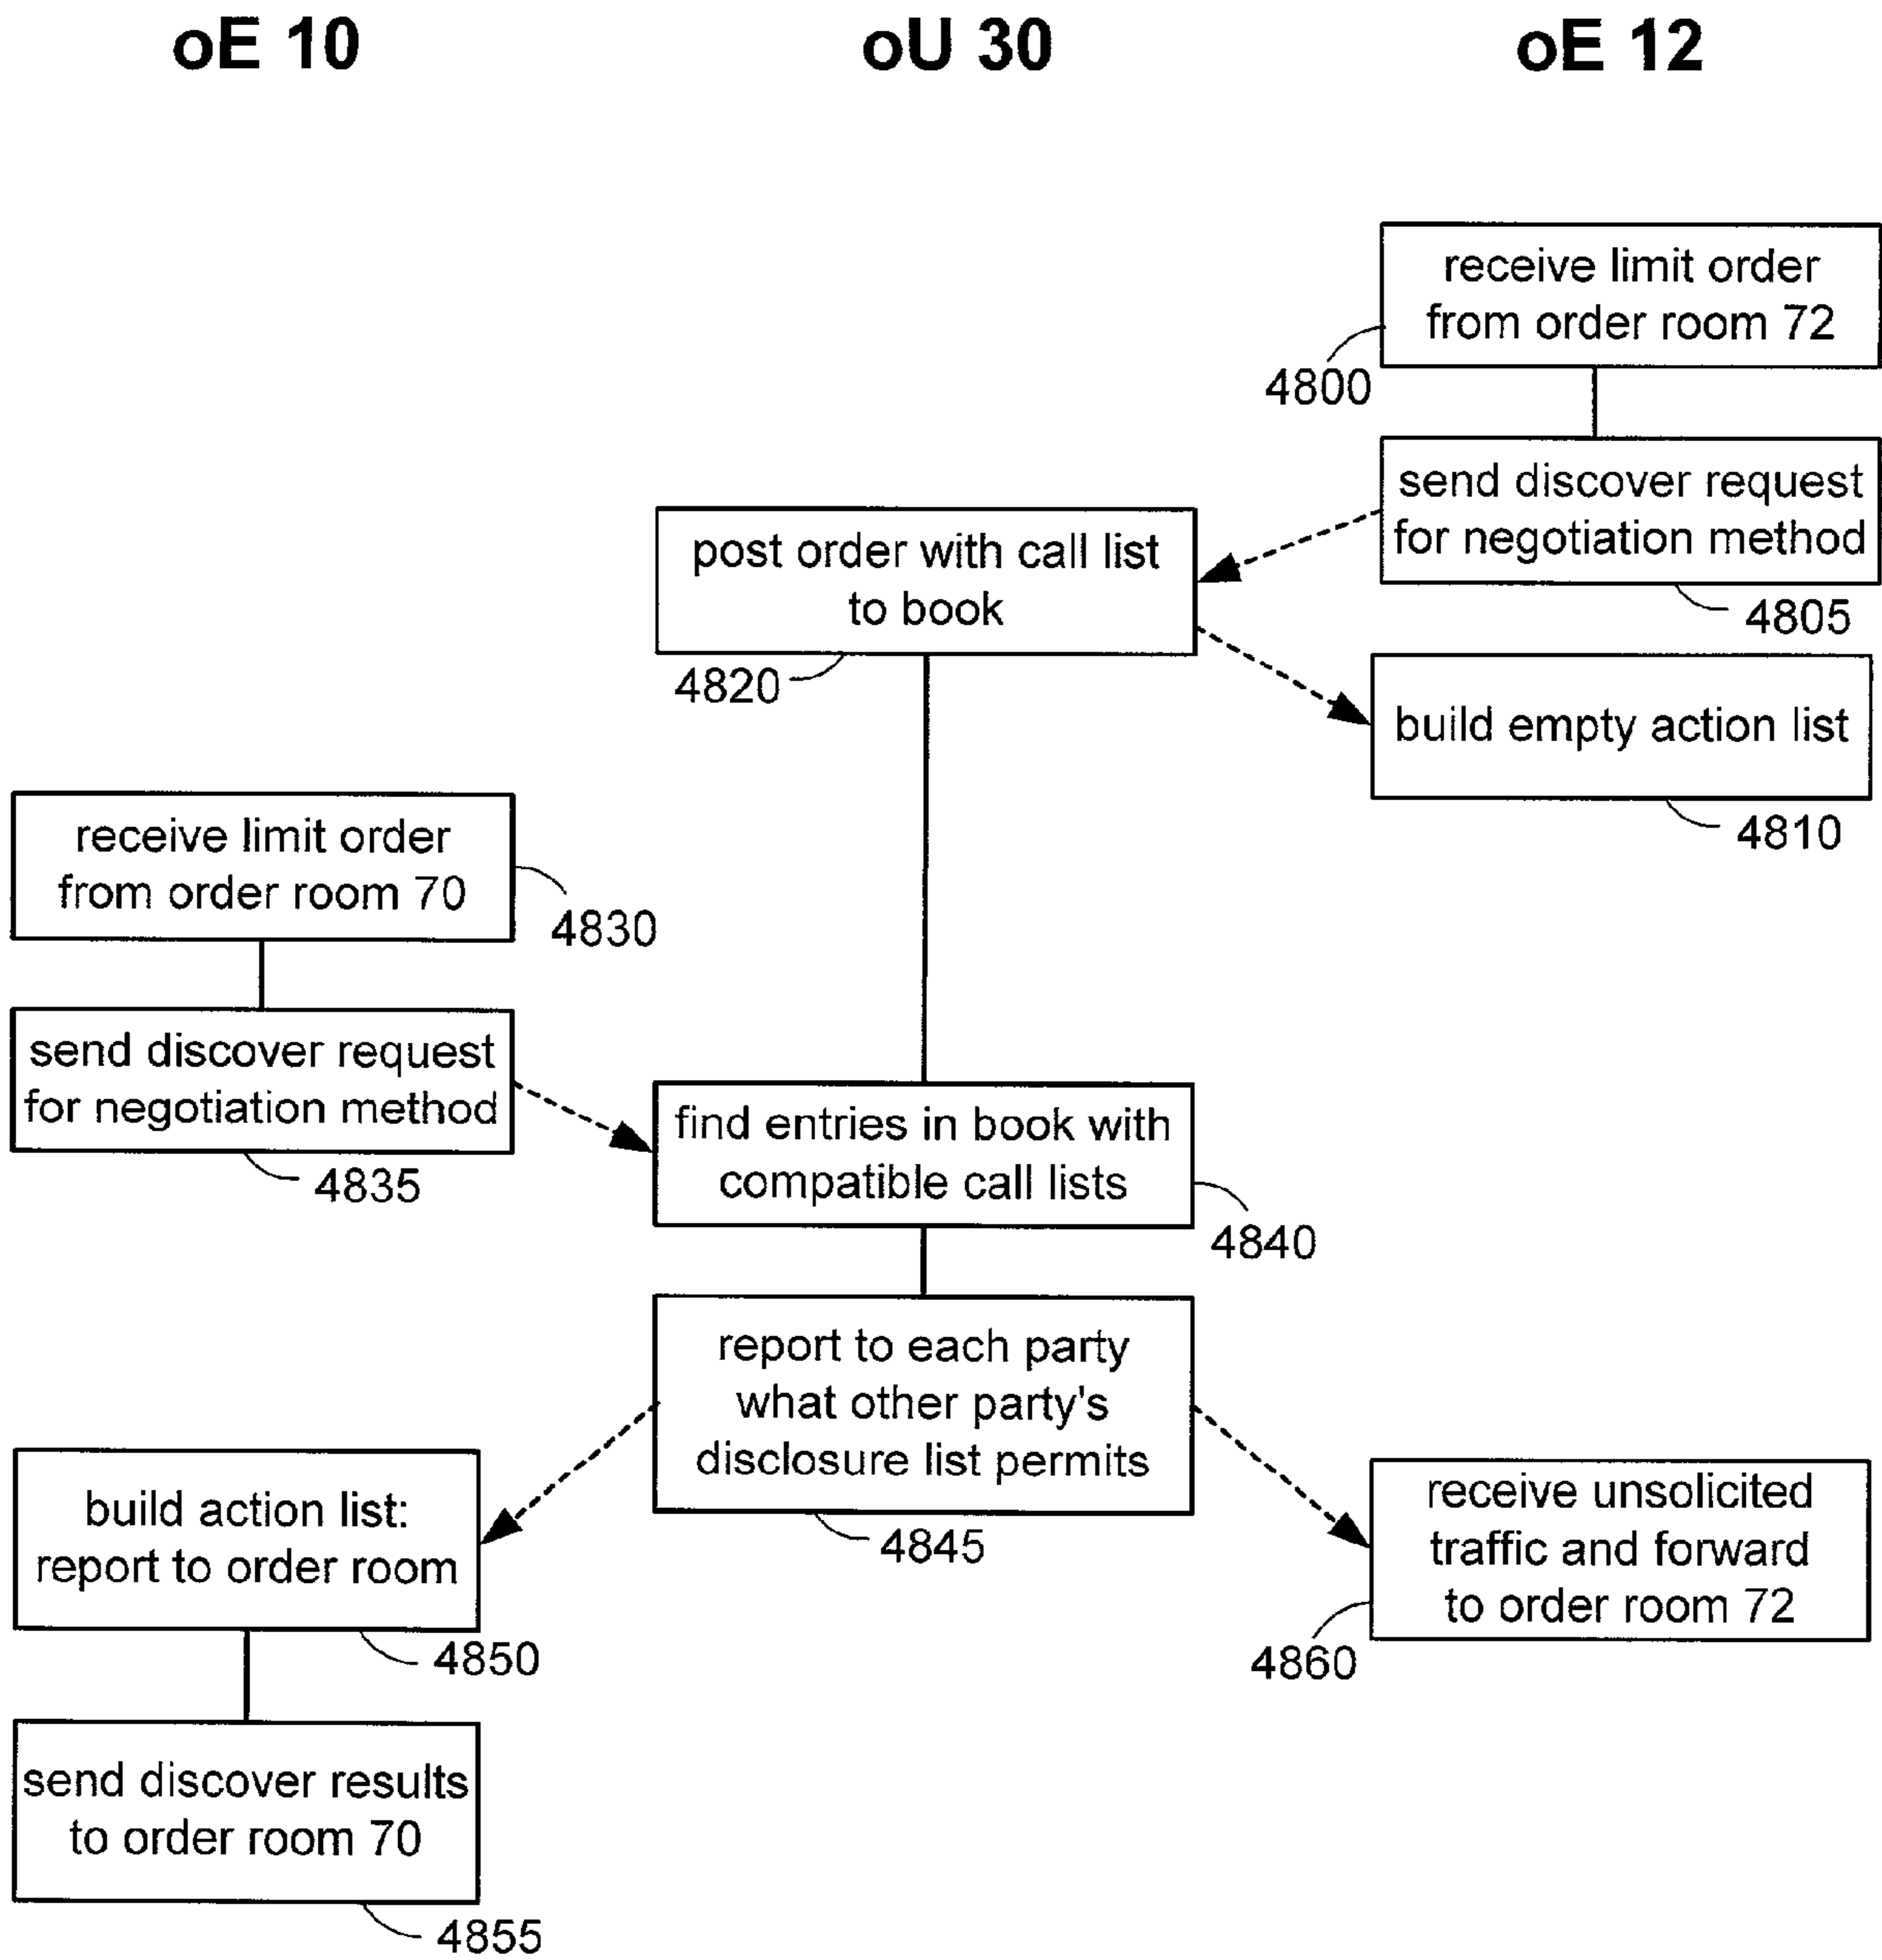 oE 10
oU 30
oE 12
receive limit order
from order room 72
4800
send discover request
for negotiation method
4805
post order with call list
to book
4820
build empty action list
4810
receive limit order
from order room 70
4830
send discover request
for negotiation method
4835
find entries in book with
compatible call lists
4840
report to each party
what other party's
disclosure list permits
4845
build action list:
report to order room
4850
receive unsolicited
traffic and forward
to order room 72
4860
send discover results
to order room 70
4855